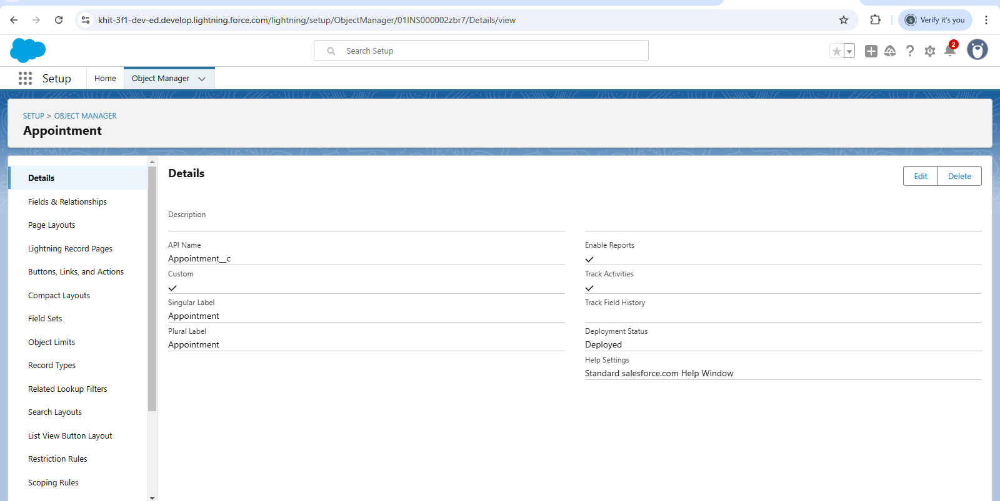 khit-3f1-dev-ed.develop.lightning.force.com/lightning/setup/ObjectManager/01INS000002zbr7/Details/view
S
Verify it's you
Search Setup
2
Setup
Home
Object Manager
SETUP > OBJECT MANAGER
Appointment
Details
Fields & Relationships
Page Layouts
Lightning Record Pages
Buttons, Links, and Actions
Compact Layouts
Field Sets
Object Limits
Record Types
Related Lookup Filters
Search Layouts
List View Button Layout
Restriction Rules
Scoping Rules
Details
Edit
Delete
Description
API Name
Appointment__c
Custom
Singular Label
Appointment
Plural Label
Appointment
Enable Reports
Track Activities
Track Field History
Deployment Status
Deployed
Help Settings
Standard salesforce.com Help Window